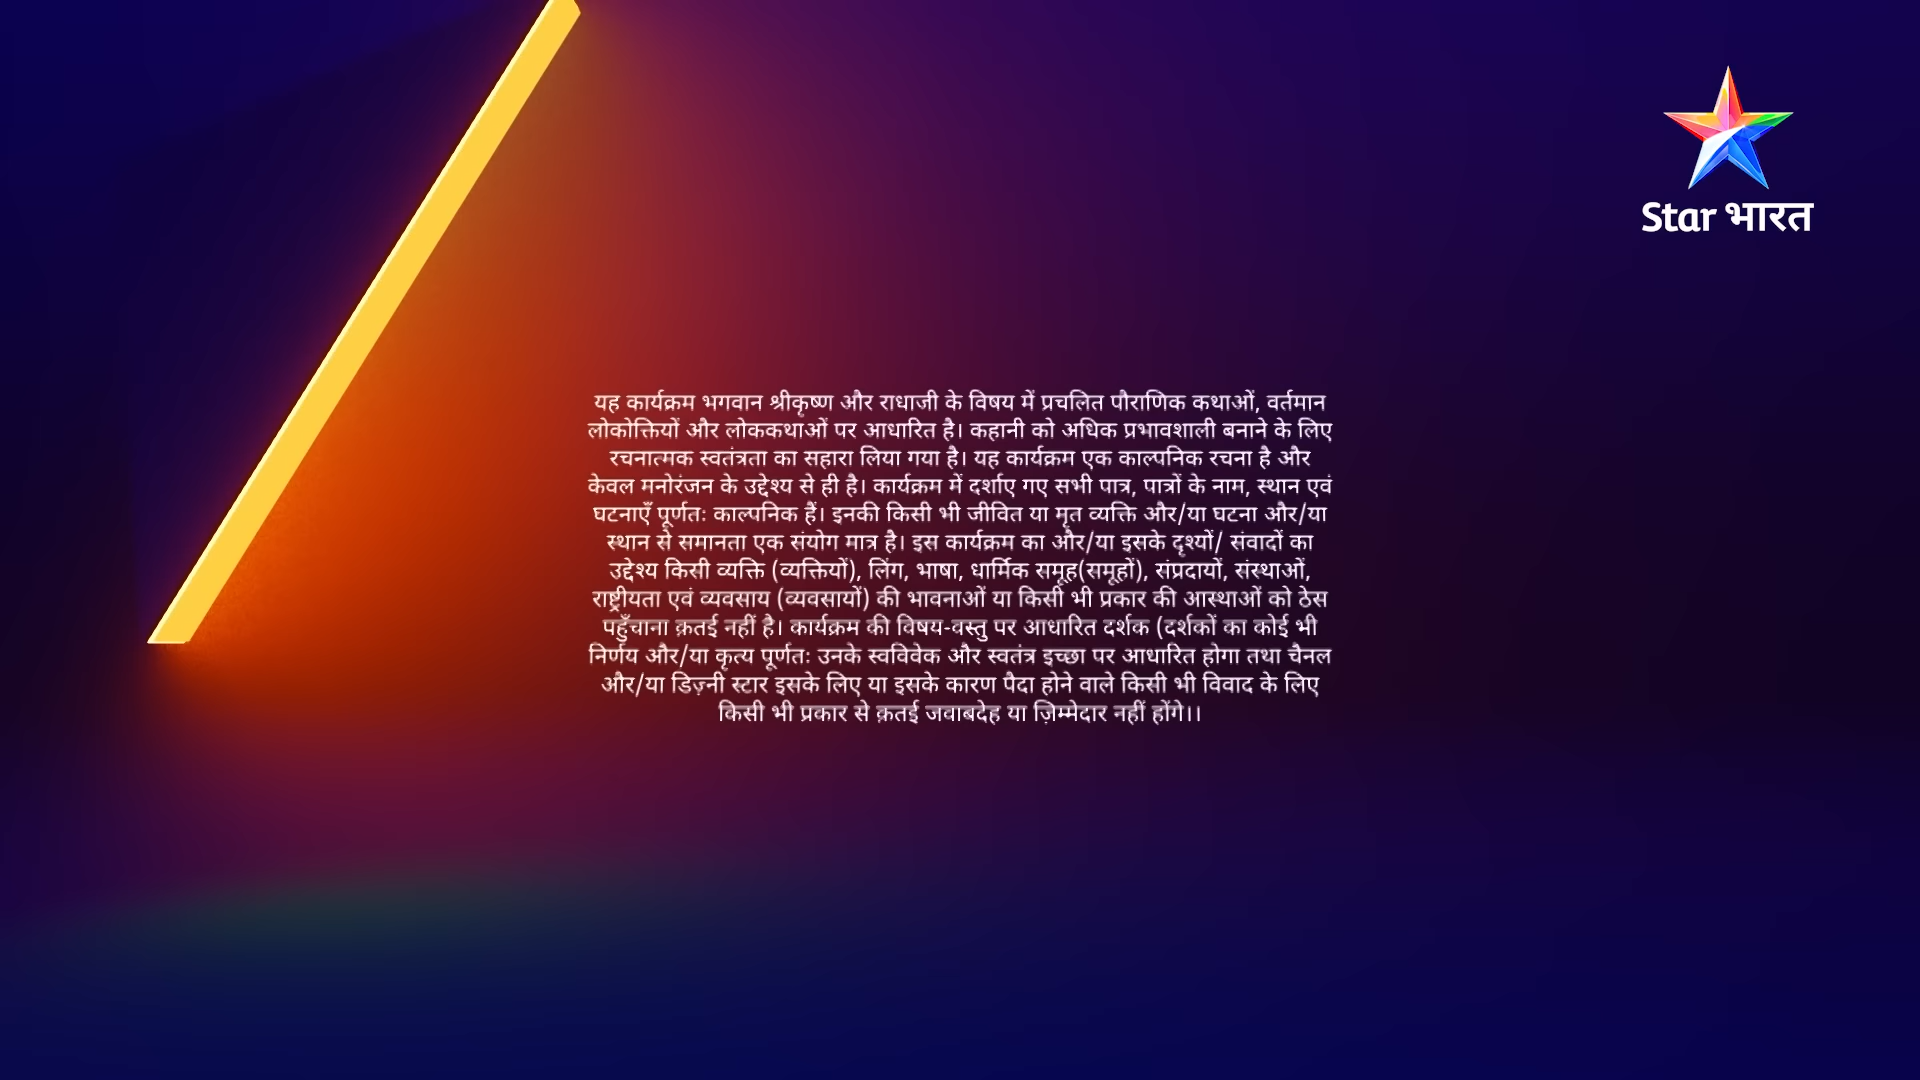 Star भारत
यह कार्यक्रम भगवान श्रीकृष्ण और राधाजी के विषय में प्रचलित पौराणिक कथाओं, वर्तमान
लोकोक्तियों और लोककथाओं पर आधारित है। कहानी को अधिक प्रभावशाली बनाने के लिए
रचनात्मक स्वतंत्रता का सहारा लिया गया है। यह कार्यक्रम एक काल्पनिक रचना है और
केवल मनोरंजन के उद्देश्य से ही है। कार्यक्रम में दर्शाए गए सभी पात्र, पात्रों के नाम, स्थान एवं
घटनाएँ पूर्णतः काल्पनिक हैं। इनकी किसी भी जीवित या मृत व्यक्ति और/या घटना और/या
स्थान से समानता एक संयोग मात्र है। इस कार्यक्रम का और/या इसके दृश्यों/ संवादों का
उद्देश्य किसी व्यक्ति (व्यक्तियों), लिंग, भाषा, धार्मिक समूह(समूहों), संप्रदायों, संस्थाओं,
राष्ट्रीयता एवं व्यवसाय (व्यवसायों) की भावनाओं या किसी भी प्रकार की आस्थाओं को ठेस
पहुँचाना क़तई नहीं है। कार्यक्रम की विषय-वस्तु पर आधारित दर्शक (दर्शकों का कोई भी
निर्णय और/या कृत्य पूर्णतः उनके स्वविवेक और स्वतंत्र इच्छा पर आधारित होगा तथा चैनल
और/या डिज़्नी स्टार इसके लिए या इसके कारण पैदा होने वाले किसी भी विवाद के लिए
किसी भी प्रकार से क़तई जवाबदेह या ज़िम्मेदार नहीं होंगे।।